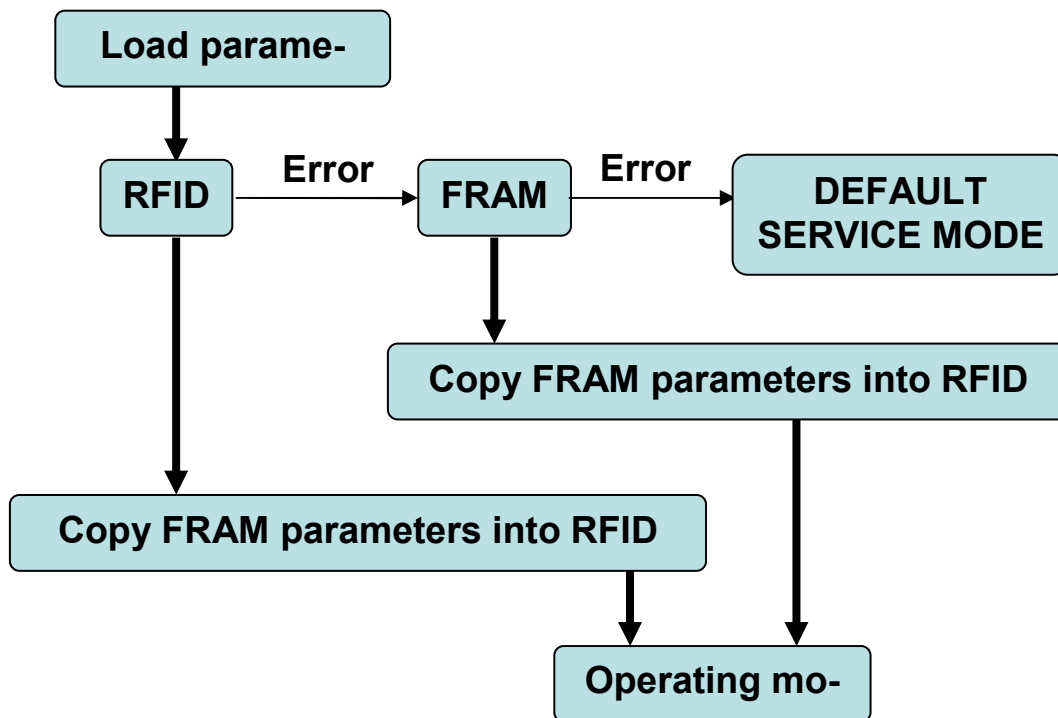 Load parame-
RFID
Error
FRAM
Error
DEFAULT
SERVICE MODE
Copy FRAM parameters into RFID
Copy FRAM parameters into RFID
Operating mo-